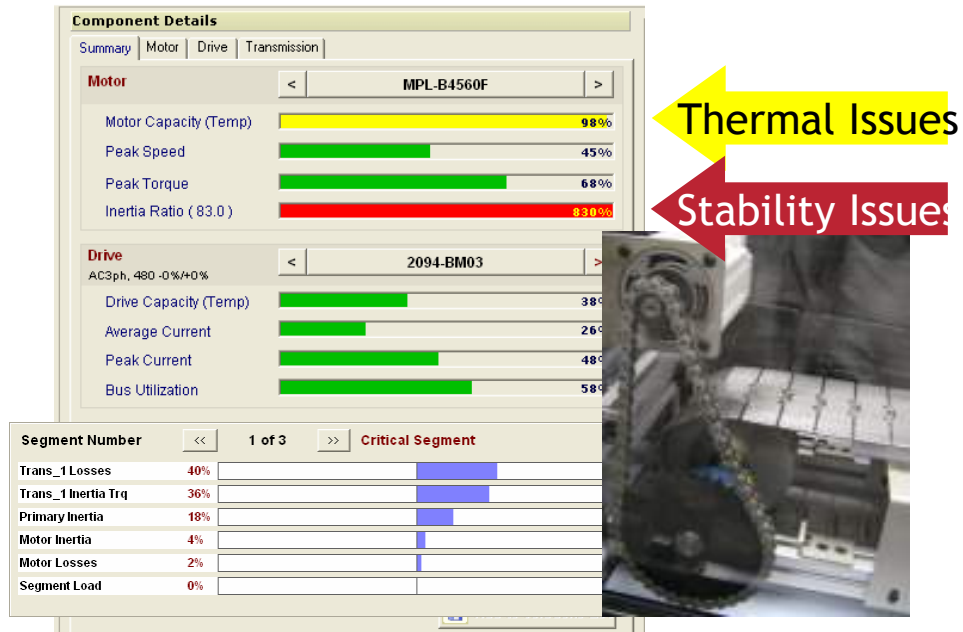 Component Details
Summary Motor Drive Transmission
Motor < MPL-B4560F >
Motor Capacity (Temp) 98%
Thermal Issues
Peak Speed 45%
Peak Torque 68%
Inertia Ratio ( 83.0 ) 830%
Stability Issues
Drive < 2094-BM03 >
AC3ph, 480 -0%/+0%
Drive Capacity (Temp) 38%
Average Current 26%
Peak Current 48%
Bus Utilization 58%
Segment Number << 1 of 3 >> Critical Segment
Trans_1 Losses 40%
Trans_1 Inertia Trq 36%
Primary Inertia 18%
Motor Inertia 4%
Motor Losses 2%
Segment Load 0%